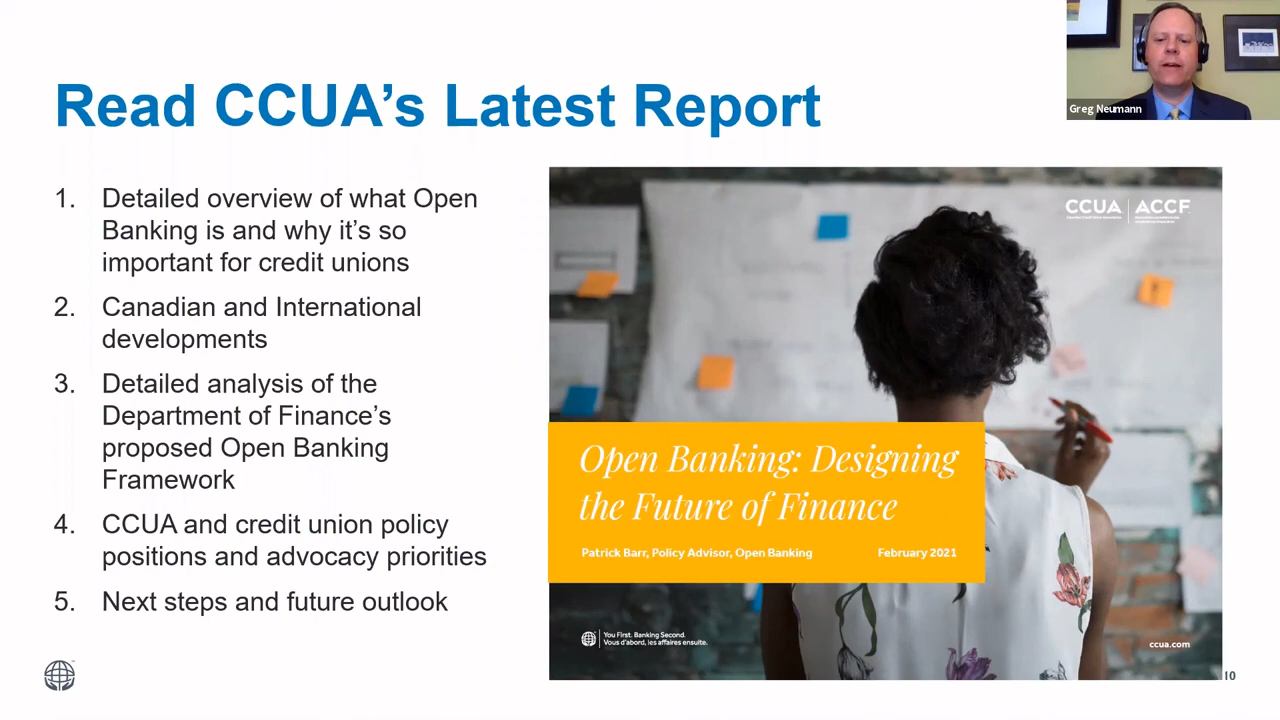 Read CCUA's Latest Report
Greg Neumann
1. Detailed overview of what Open
Banking is and why it's so
important for credit unions
2. Canadian and International
developments
3. Detailed analysis of the
Department of Finance's
proposed Open Banking
Framework
4. CCUA and credit union policy
positions and advocacy priorities
5. Next steps and future outlook
CCUA | ACCF
Open Banking: Designing
the Future of Finance
Patrick Barr, Policy Advisor, Open Banking February 2021
You First. Banking Second.
Vous d'abord, les affaires ensuite.
ccua.com
10